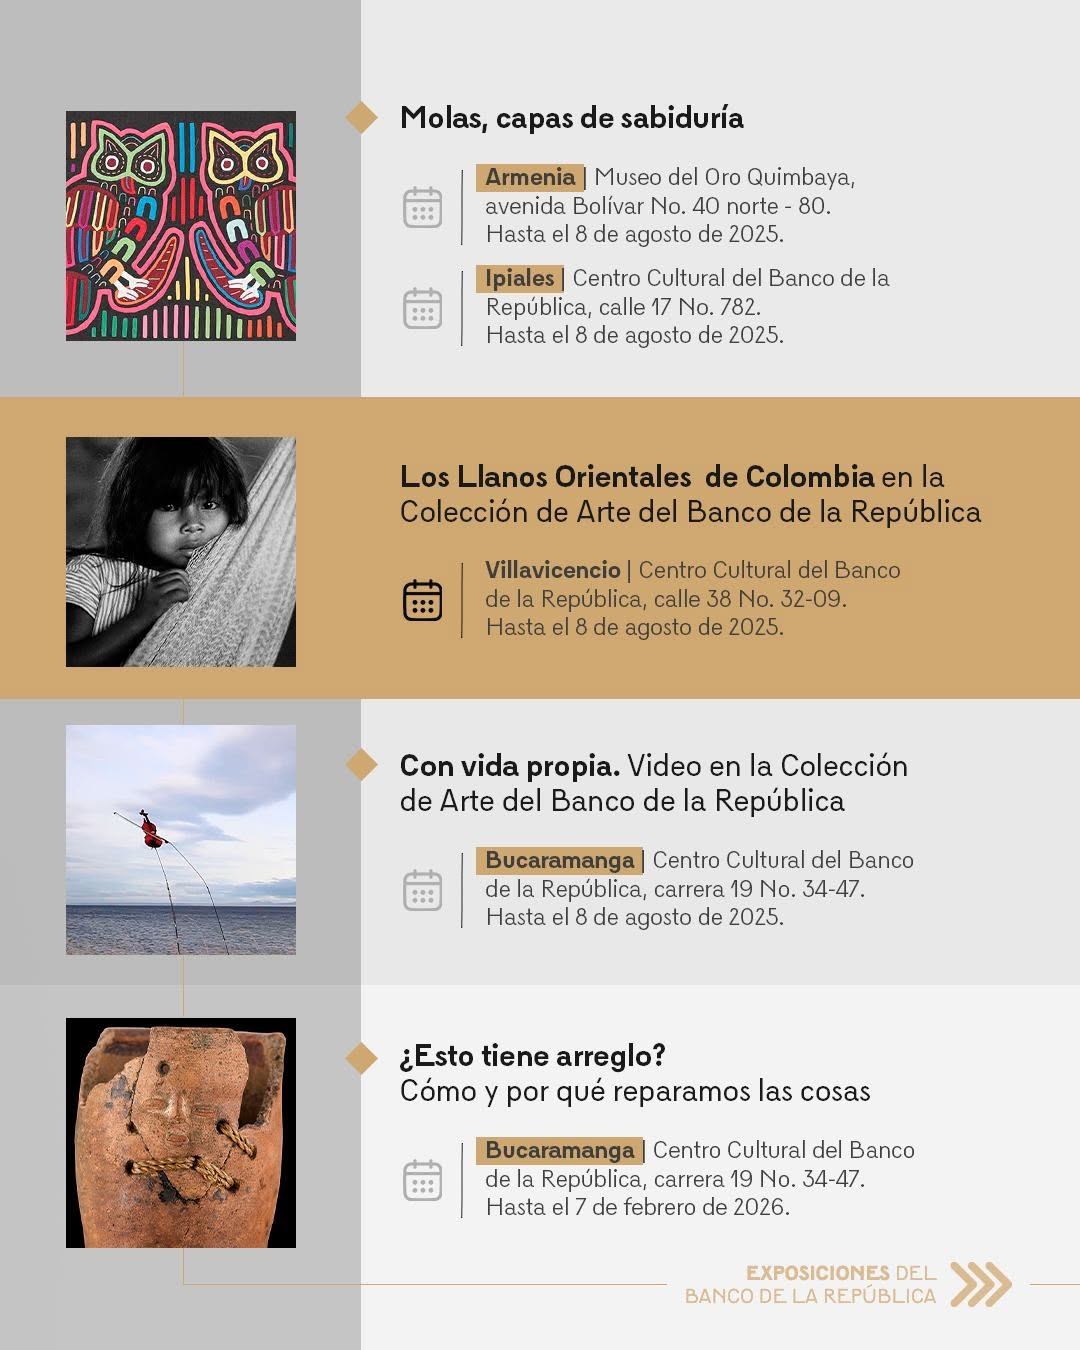 Molas, capas de sabiduría
Armenia | Museo del Oro Quimbaya,
avenida Bolívar No. 40 norte - 80.
Hasta el 8 de agosto de 2025.
Ipiales | Centro Cultural del Banco de la
República, calle 17 No. 782.
Hasta el 8 de agosto de 2025.
Los Llanos Orientales de Colombia en la
Colección de Arte del Banco de la República
Villavicencio | Centro Cultural del Banco
de la República, calle 38 No. 32-09.
Hasta el 8 de agosto de 2025.
Con vida propia. Video en la Colección
de Arte del Banco de la República
Bucaramanga | Centro Cultural del Banco
de la República, carrera 19 No. 34-47.
Hasta el 8 de agosto de 2025.
¿Esto tiene arreglo?
Cómo y por qué reparamos las cosas
Bucaramanga | Centro Cultural del Banco
de la República, carrera 19 No. 34-47.
Hasta el 7 de febrero de 2026.
EXPOSICIONES DEL
BANCO DE LA REPÚBLICA